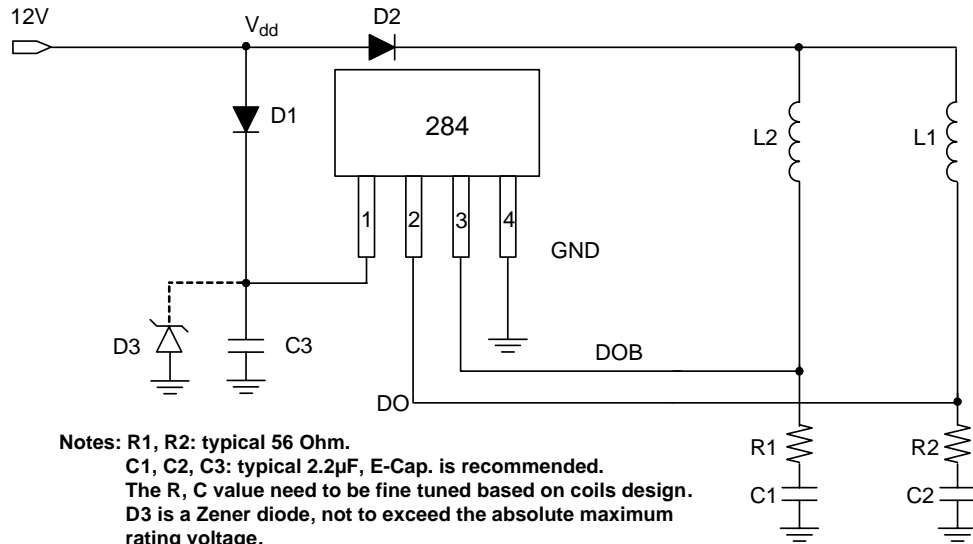 12V
V_dd
D2
D1
284
L2
L1
1
2
3
4
GND
D3
C3
DOB
DO
Notes: R1, R2: typical 56 Ohm.
R1
R2
C1, C2, C3: typical 2.2µF, E-Cap. is recommended.
The R, C value need to be fine tuned based on coils design.
C1
C2
D3 is a Zener diode, not to exceed the absolute maximum
rating voltage.